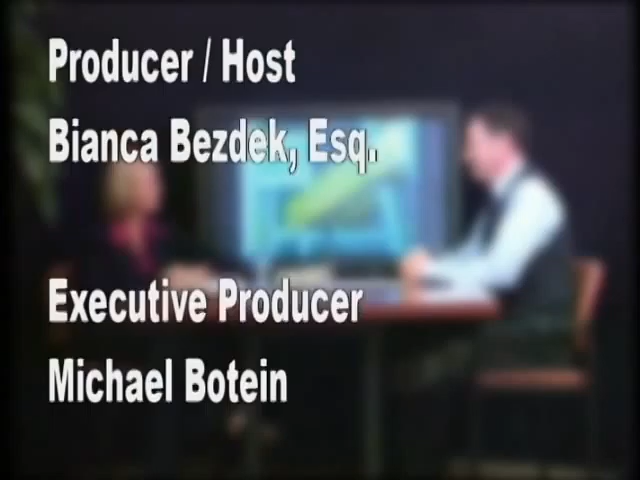 Producer / Host
Bianca Bezdek, Esq.
Executive Producer
Michael Botein